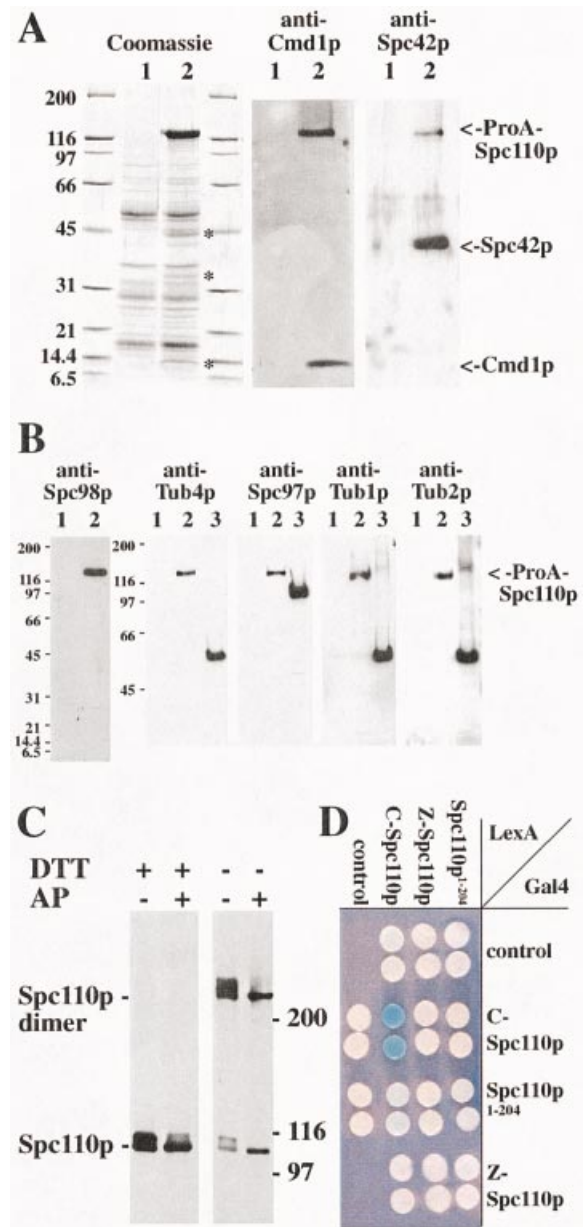 A
Coomassie
anti-
Cmd1p
anti-
Spc42p
1 2
1 2
1 2
200
116
97
66
45
31
21
14.4
6.5
*
*
*
<-ProA-
Spc110p
<-Spc42p
<-Cmd1p
B
anti-
Spc98p
anti-
Tub4p
anti-
Spc97p
anti-
Tub1p
anti-
Tub2p
1 2
1 2 3
1 2 3
1 2 3
1 2 3
200 -
116 -
97 -
66 -
45 -
31 -
21 -
14.4 -
6.5 -
200 -
116 -
97 -
66 -
45 -
< -ProA-
Spc110p
C
DTT + + - -
AP - + - +
Spc110p -
dimer
Spc110p -
- 200
- 116
- 97
D
control
C-Spc110p
Z-Spc110p
Spc110p1-204
LexA
Gal4
control
C-
Spc110p
Spc110p
1-204
Z-
Spc110p